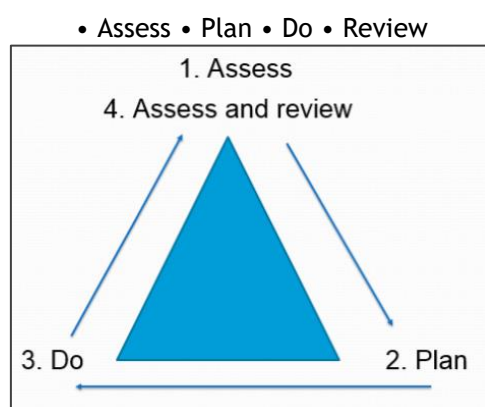 • Assess • Plan • Do • Review
1. Assess
4. Assess and review
3. Do
2. Plan